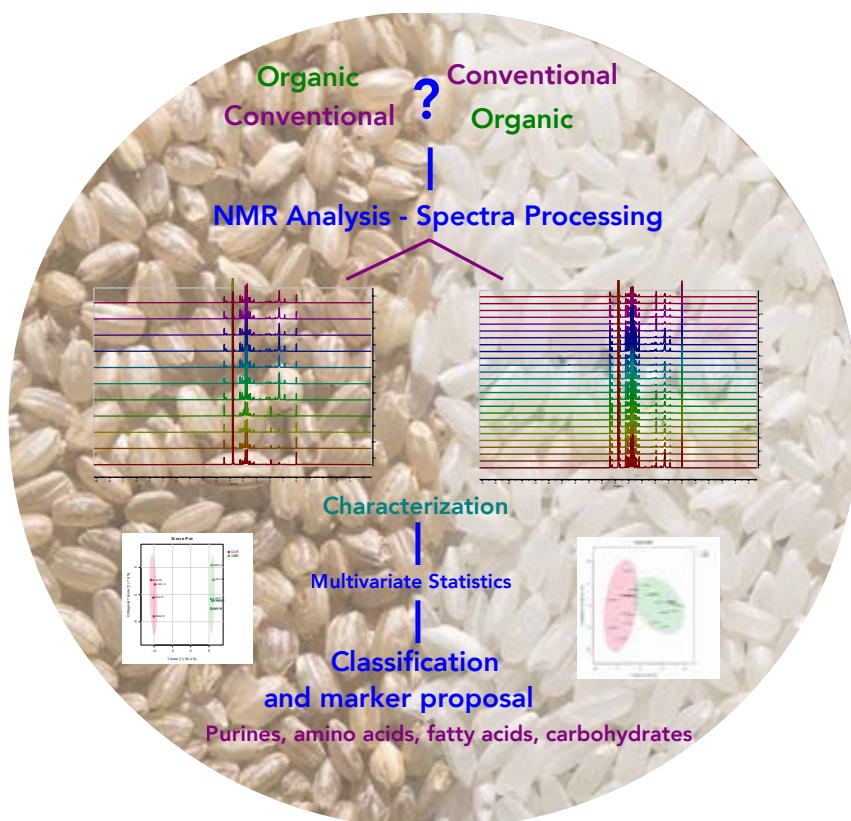 Organic
Conventional
?
Conventional
Organic
NMR Analysis - Spectra Processing
Characterization
Multivariate Statistics
Classification
and marker proposal
Purines, amino acids, fatty acids, carbohydrates